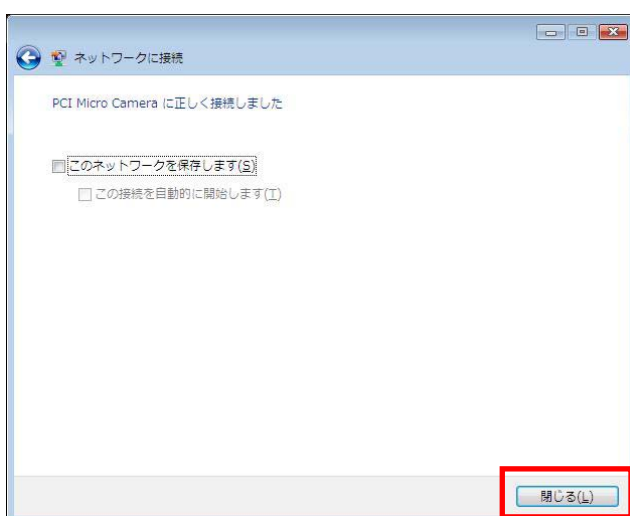 ネットワークに接続
PCI Micro Camera に正しく接続しました
このネットワークを保存します(S)
この接続を自動的に開始します(T)
閉じる(L)